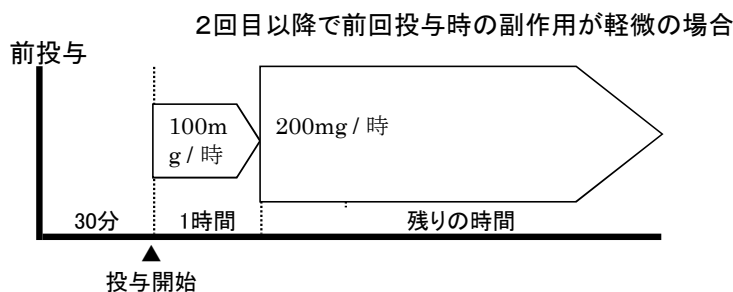 2回目以降で前回投与時の副作用が軽微の場合
前投与
100m
g / 時
200mg / 時
30分
1時間
残りの時間
▲
投与開始